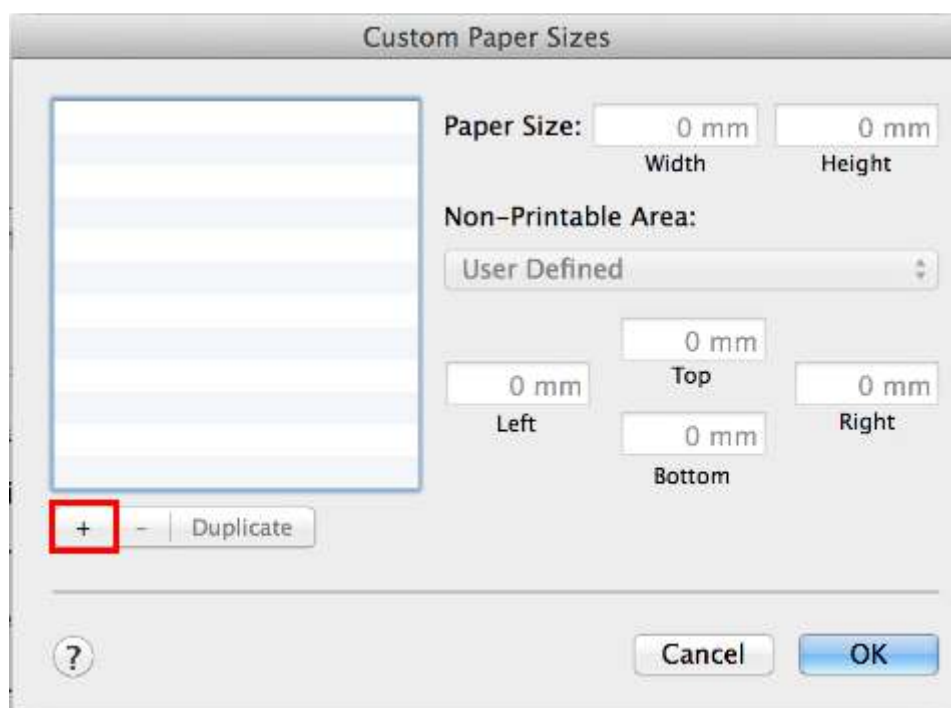 Custom Paper Sizes
Paper Size: 0 mm 0 mm
Width Height
Non-Printable Area:
User Defined
0 mm
Top
0 mm 0 mm
Left Right
0 mm
Bottom
+ - Duplicate
? Cancel OK